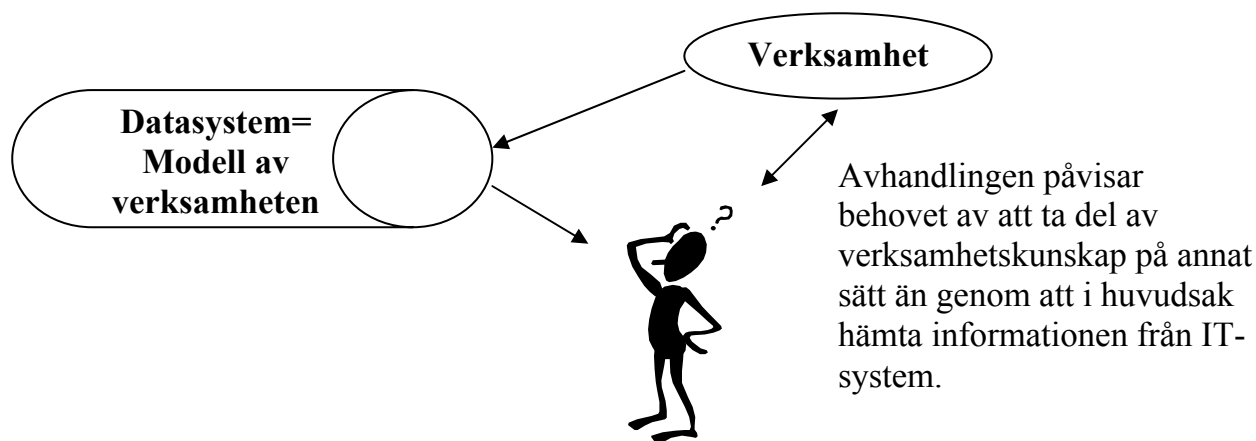 Verksamhet
Datasystem=
Modell av
verksamheten
?
Avhandlingen påvisar
behovet av att ta del av
verksamhetskunskap på annat
sätt än genom att i huvudsak
hämta informationen från IT-
system.